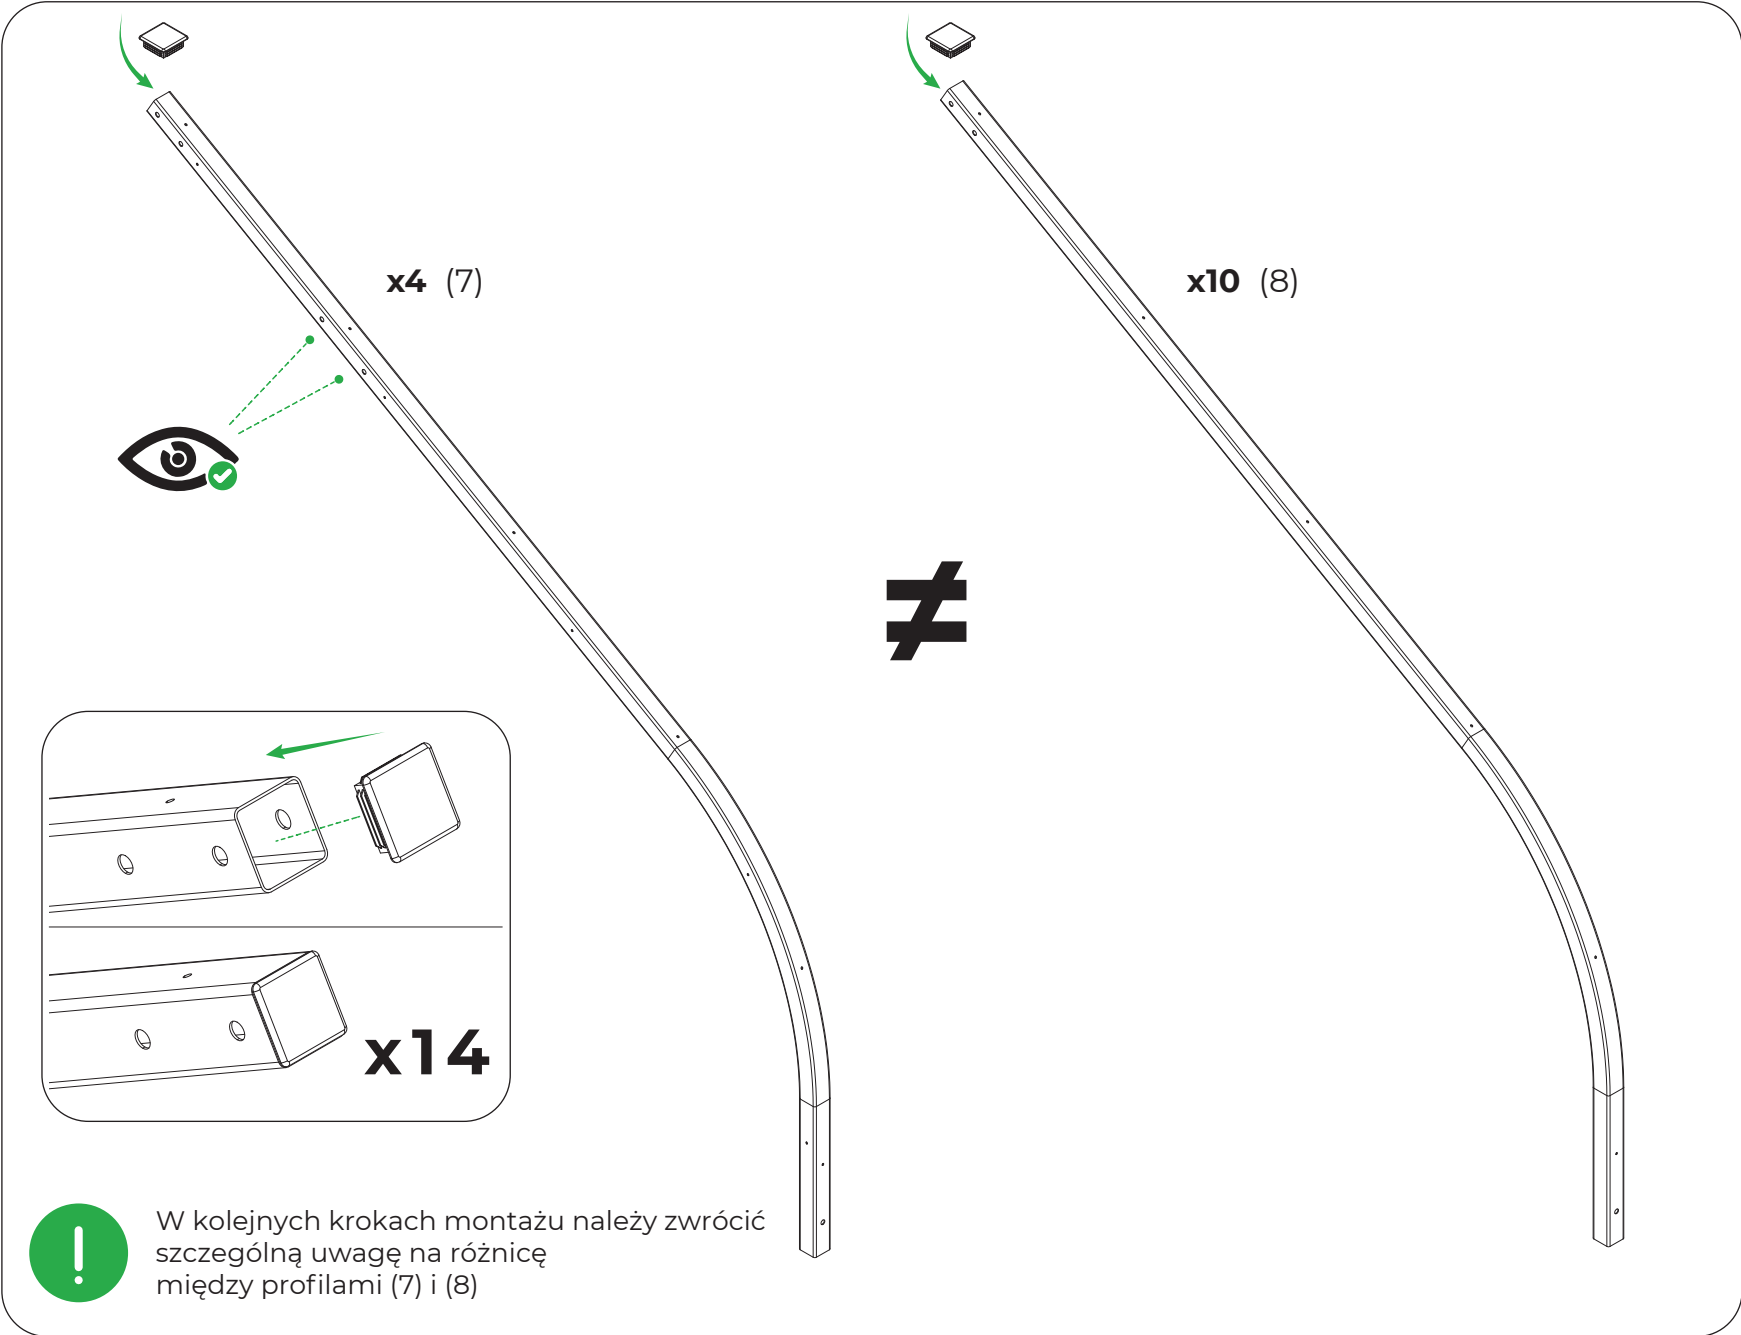 x4 (7)
x10 (8)
≠
x14
!
W kolejnych krokach montażu należy zwrócić
szczególną uwagę na różnicę
między profilami (7) i (8)